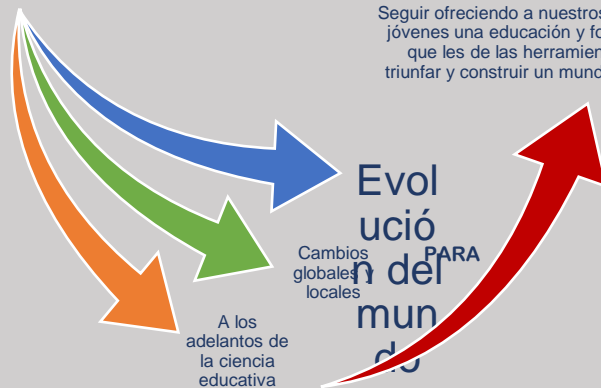 Seguir ofreciendo a nuestros
jóvenes una educación y fo
que les de las herramien
triunfar y construir un mund
Evol
ució
n del
mun
do
PARA
Cambios
globales y
locales
A los
adelantos de
la ciencia
educativa